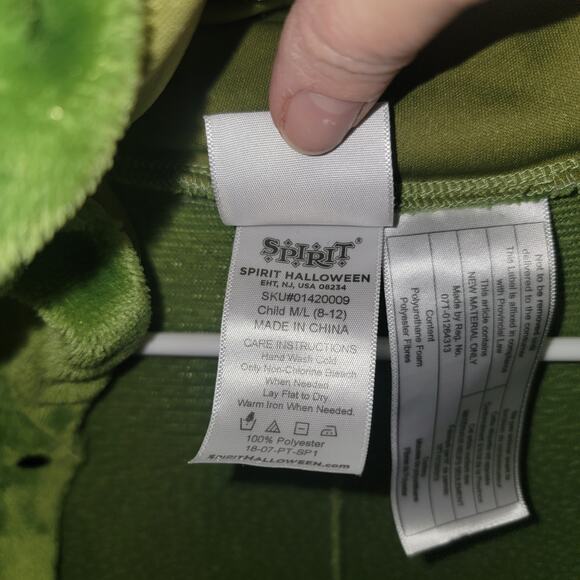 SPIRIT®
SPIRIT HALLOWEEN
EHT, NJ, USA 08234
SKU#01420009
Child M/L (8-12)
MADE IN CHINA
CARE INSTRUCTIONS
Hand Wash Cold
Only Non-Chlorine Bleach
When Needed
Lay Flat to Dry
Warm Iron When Needed.
100% Polyester
18-07-PT-SP1
SPIRITHALLOWEEN.com
Not to be removed
delivered to the consumer
This Label is affixed in compliance
with Provincial Law
This article contains
NEW MATERIAL ONLY
Made by Reg. No.
07T-01264313
Content
Polyurethane Foam
Polyester Fibres